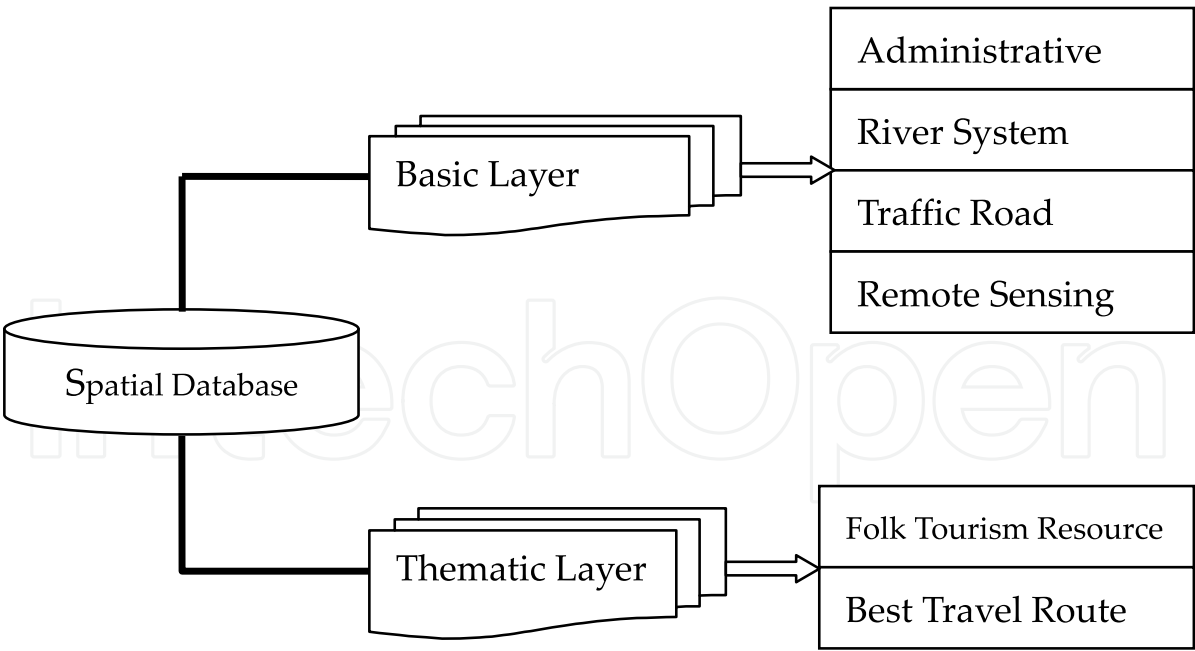 Administrative
River System
Basic Layer
Traffic Road
Remote Sensing
Spatial Database
IntechOpen
Folk Tourism Resource
Thematic Layer
Best Travel Route